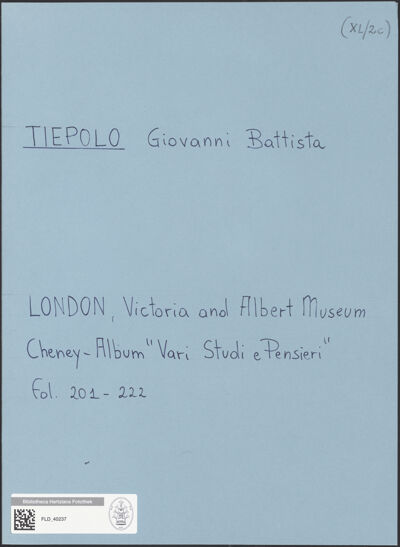 (XL/2c)
TIEPOLO Giovanni Battista
LONDON, Victoria and Albert Museum
Cheney-Album "Vari Studi e Pensieri"
Fol. 201 - 222
Bibliotheca Hertziana Fotothek
FLD_40237